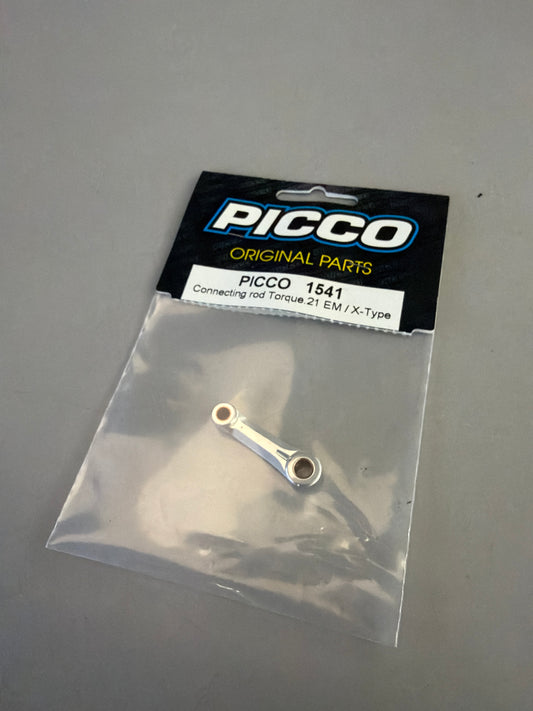 PICCO
ORIGINAL PARTS
PICCO 1541
Connecting rod Torque.21 EM / X-Type